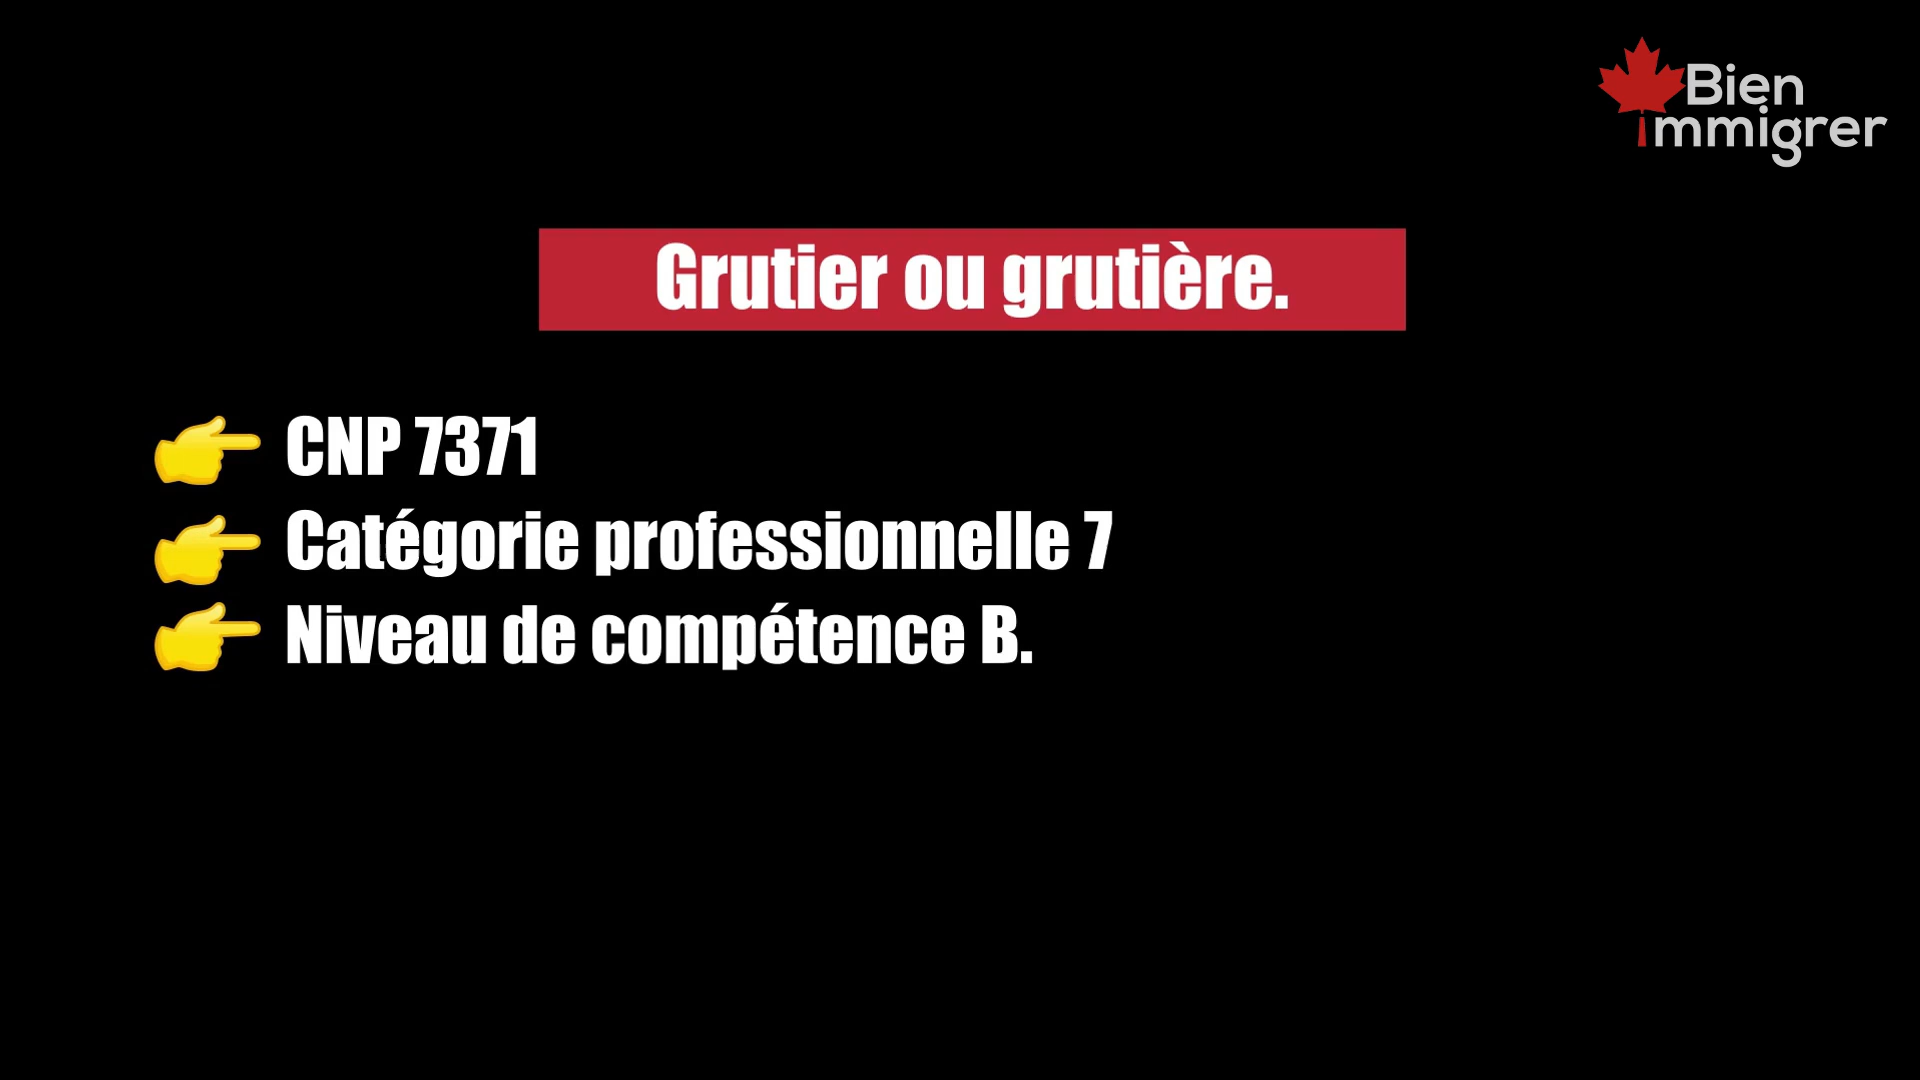 Bien
immigrer
Grutier ou grutière.
CNP 7371
Catégorie professionnelle 7
Niveau de compétence B.